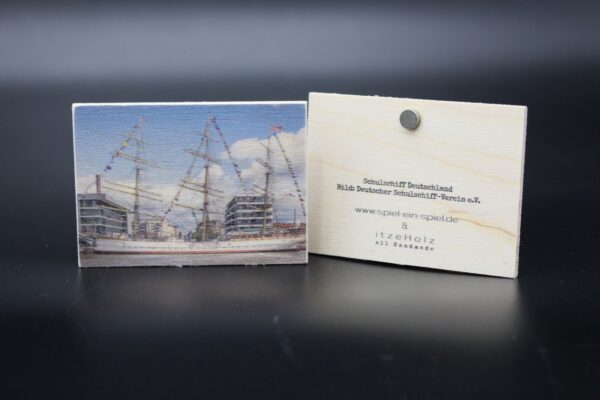 Schulschiff Deutschland
Bild: Deutscher Schulschiff-Verein e.V.
www.spiel-ein-spiel.de
&
itzeHolz
all Handmade